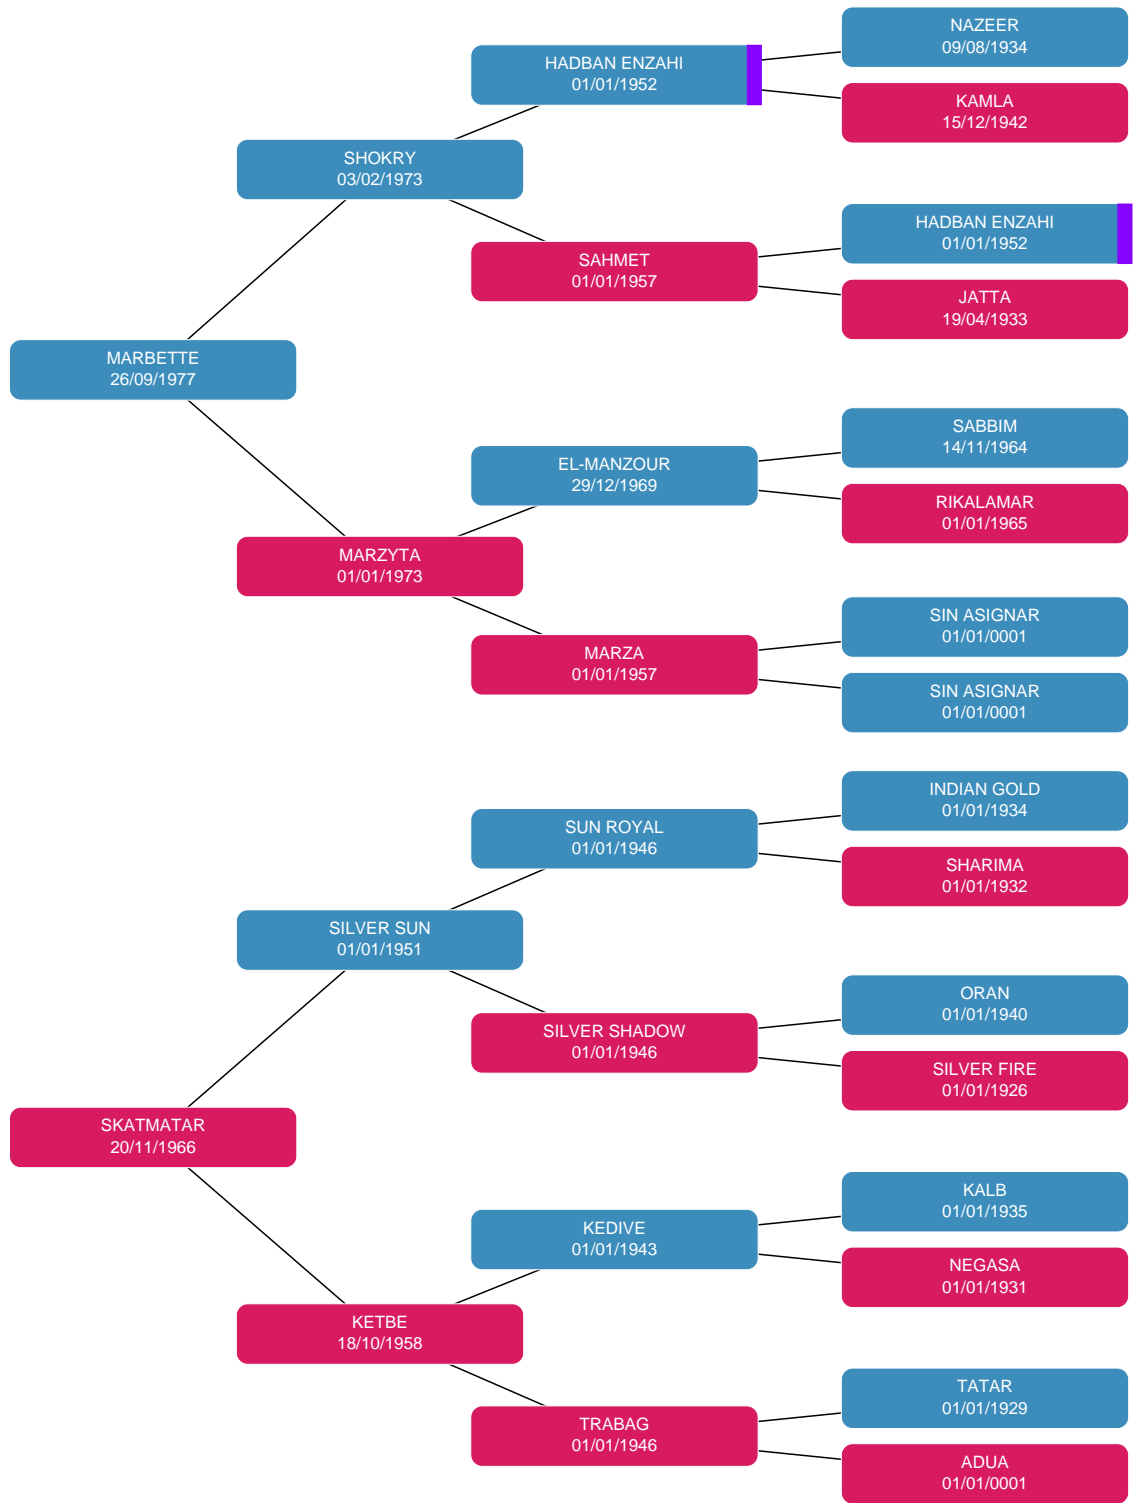 NAZEER
09/08/1934
HADBAN ENZAHI
01/01/1952
KAMLA
15/12/1942
SHOKRY
03/02/1973
HADBAN ENZAHI
01/01/1952
SAHMET
01/01/1957
JATTA
19/04/1933
MARBETTE
26/09/1977
SABBIM
14/11/1964
EL-MANZOUR
29/12/1969
RIKALAMAR
01/01/1965
MARZYTA
01/01/1973
SIN ASIGNAR
01/01/0001
MARZA
01/01/1957
SIN ASIGNAR
01/01/0001
INDIAN GOLD
01/01/1934
SUN ROYAL
01/01/1946
SHARIMA
01/01/1932
SILVER SUN
01/01/1951
ORAN
01/01/1940
SILVER SHADOW
01/01/1946
SILVER FIRE
01/01/1926
SKATMATAR
20/11/1966
KALB
01/01/1935
KEDIVE
01/01/1943
NEGASA
01/01/1931
KETBE
18/10/1958
TATAR
01/01/1929
TRABAG
01/01/1946
ADUA
01/01/0001